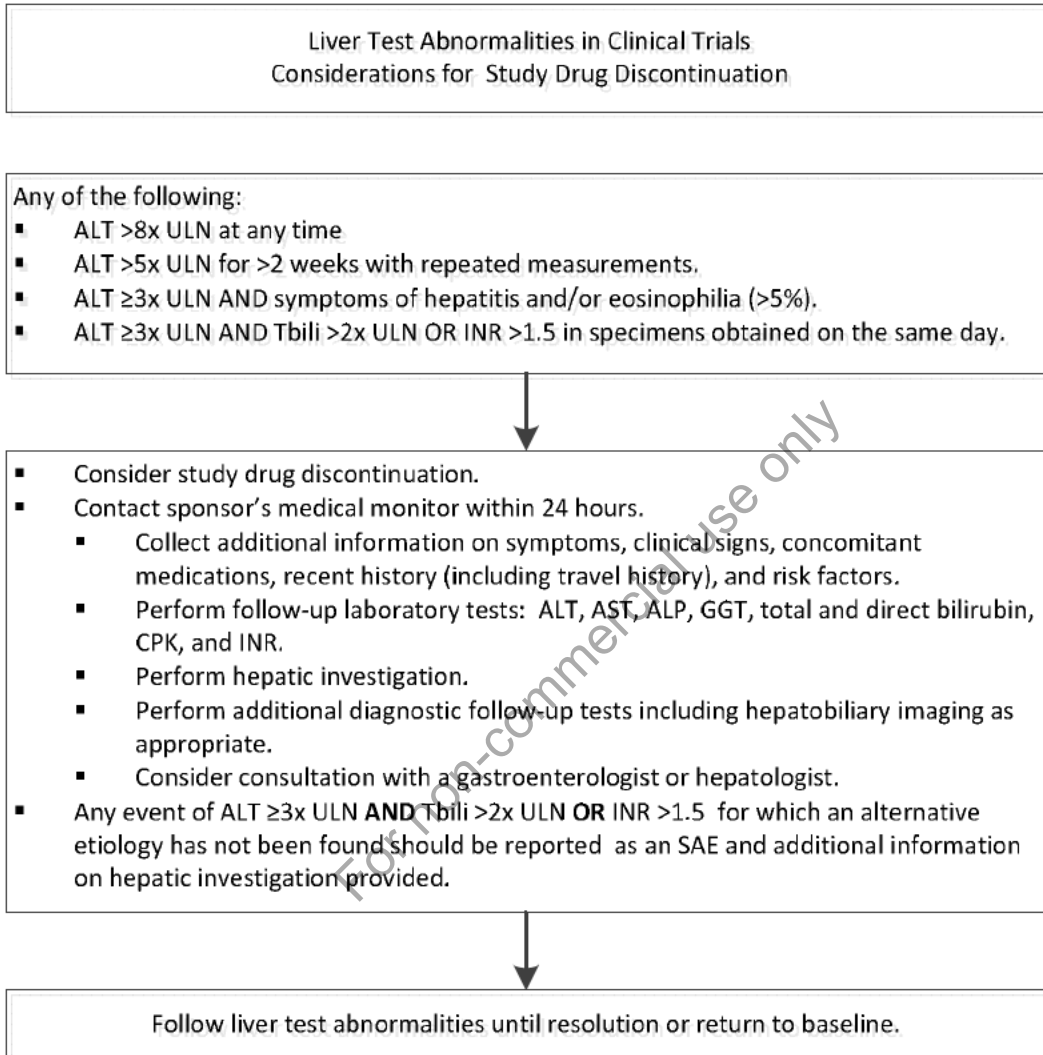 Liver Test Abnormalities in Clinical Trials
Considerations for  Study Drug Discontinuation
Any of the following:
▪ ALT >8x ULN at any time
▪ ALT >5x ULN for >2 weeks with repeated measurements.
▪ ALT ≥3x ULN AND symptoms of hepatitis and/or eosinophilia (>5%).
▪ ALT ≥3x ULN AND Tbili >2x ULN OR INR >1.5 in specimens obtained on the same day.
▪ Consider study drug discontinuation.
▪ Contact sponsor’s medical monitor within 24 hours.
▪ Collect additional information on symptoms, clinical signs, concomitant
medications, recent history (including travel history), and risk factors.
▪ Perform follow-up laboratory tests:  ALT, AST, ALP, GGT, total and direct bilirubin,
CPK, and INR.
▪ Perform hepatic investigation.
▪ Perform additional diagnostic follow-up tests including hepatobiliary imaging as
appropriate.
▪ Consider consultation with a gastroenterologist or hepatologist.
▪ Any event of ALT ≥3x ULN AND Tbili >2x ULN OR INR >1.5  for which an alternative
etiology has not been found should be reported  as an SAE and additional information
on hepatic investigation provided.
Follow liver test abnormalities until resolution or return to baseline.
For non-commercial use only